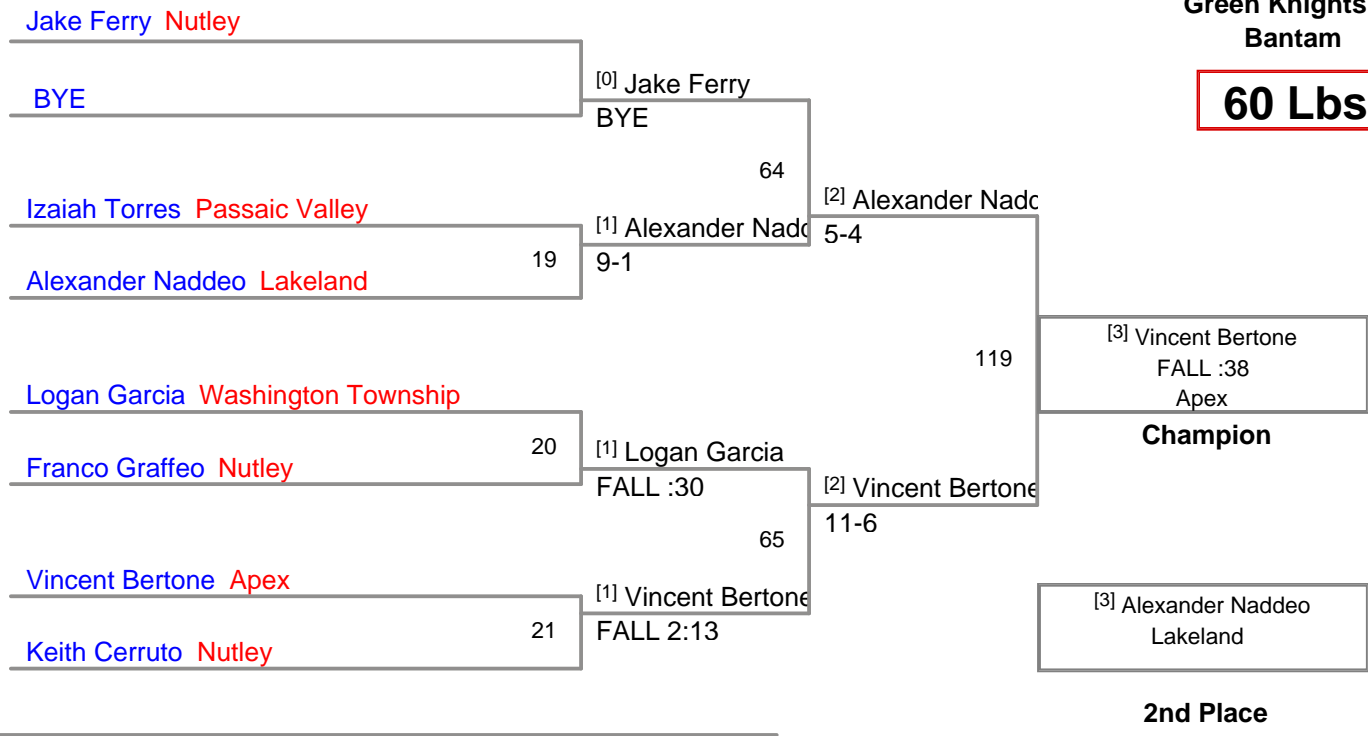 Green Knights
Bantam
60 Lbs
Jake Ferry Nutley
BYE
[0] Jake Ferry
BYE
64
Izaiah Torres Passaic Valley
Alexander Naddeo Lakeland
19
[1] Alexander Nadd
9-1
[2] Alexander Nadd
5-4
Logan Garcia Washington Township
Franco Graffeo Nutley
20
[1] Logan Garcia
FALL :30
65
Vincent Bertone Apex
Keith Cerruto Nutley
21
[1] Vincent Bertone
FALL 2:13
[2] Vincent Bertone
11-6
119
[3] Vincent Bertone
FALL :38
Apex
Champion
[3] Alexander Naddeo
Lakeland
2nd Place